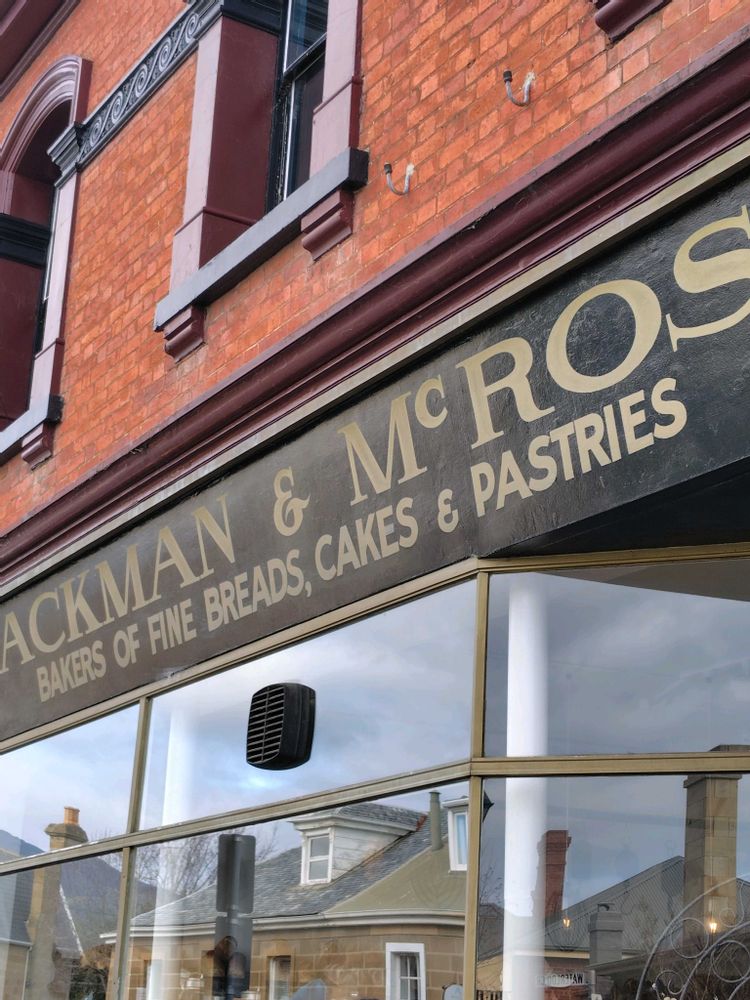 ACKMAN & McROS
BAKERS OF FINE BREADS, CAKES & PASTRIES